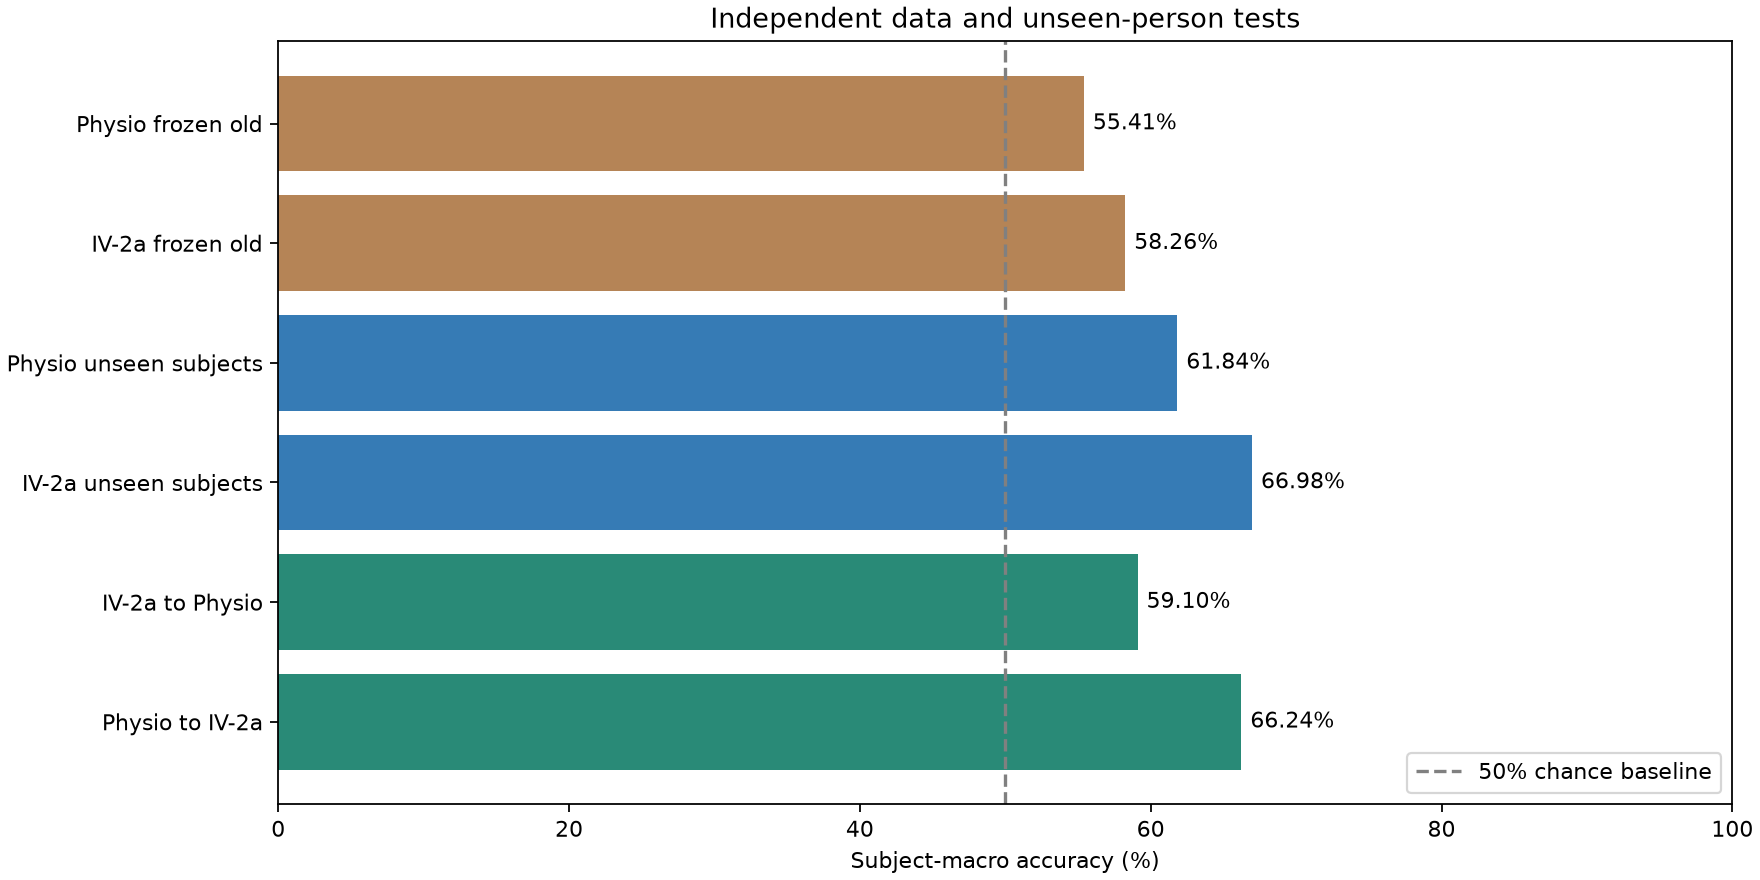 Independent data and unseen-person tests
Physio frozen old
55.41%
IV-2a frozen old
58.26%
Physio unseen subjects
61.84%
IV-2a unseen subjects
66.98%
IV-2a to Physio
59.10%
Physio to IV-2a
66.24%
50% chance baseline
0 20 40 60 80 100
Subject-macro accuracy (%)